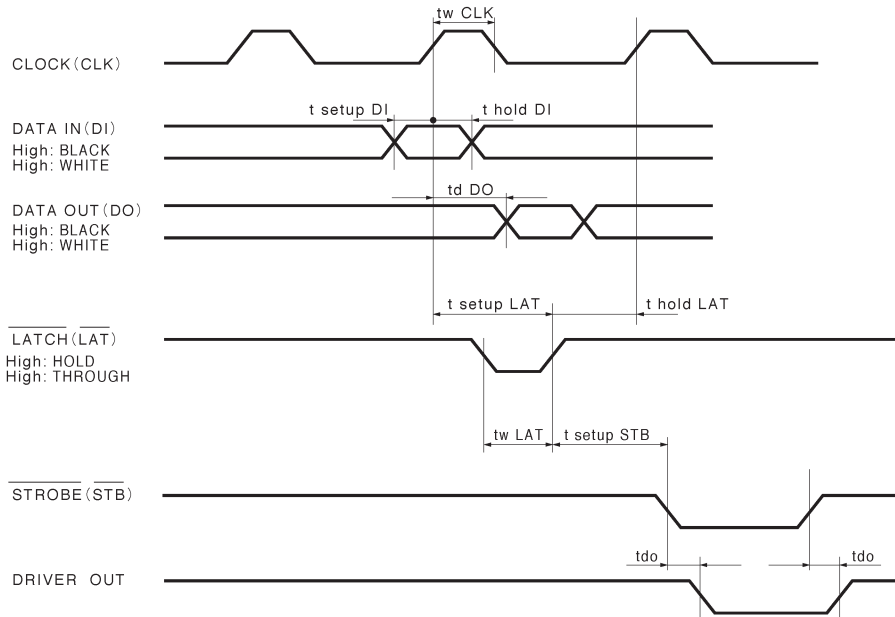 tw CLK
CLOCK(CLK)
t setup DI
t hold DI
DATA IN(DI)
High: BLACK
High: WHITE
td DO
DATA OUT(DO)
High: BLACK
High: WHITE
t setup LAT
t hold LAT
LATCH(LAT)
High: HOLD
High: THROUGH
tw LAT
t setup STB
STROBE(STB)
tdo
tdo
DRIVER OUT